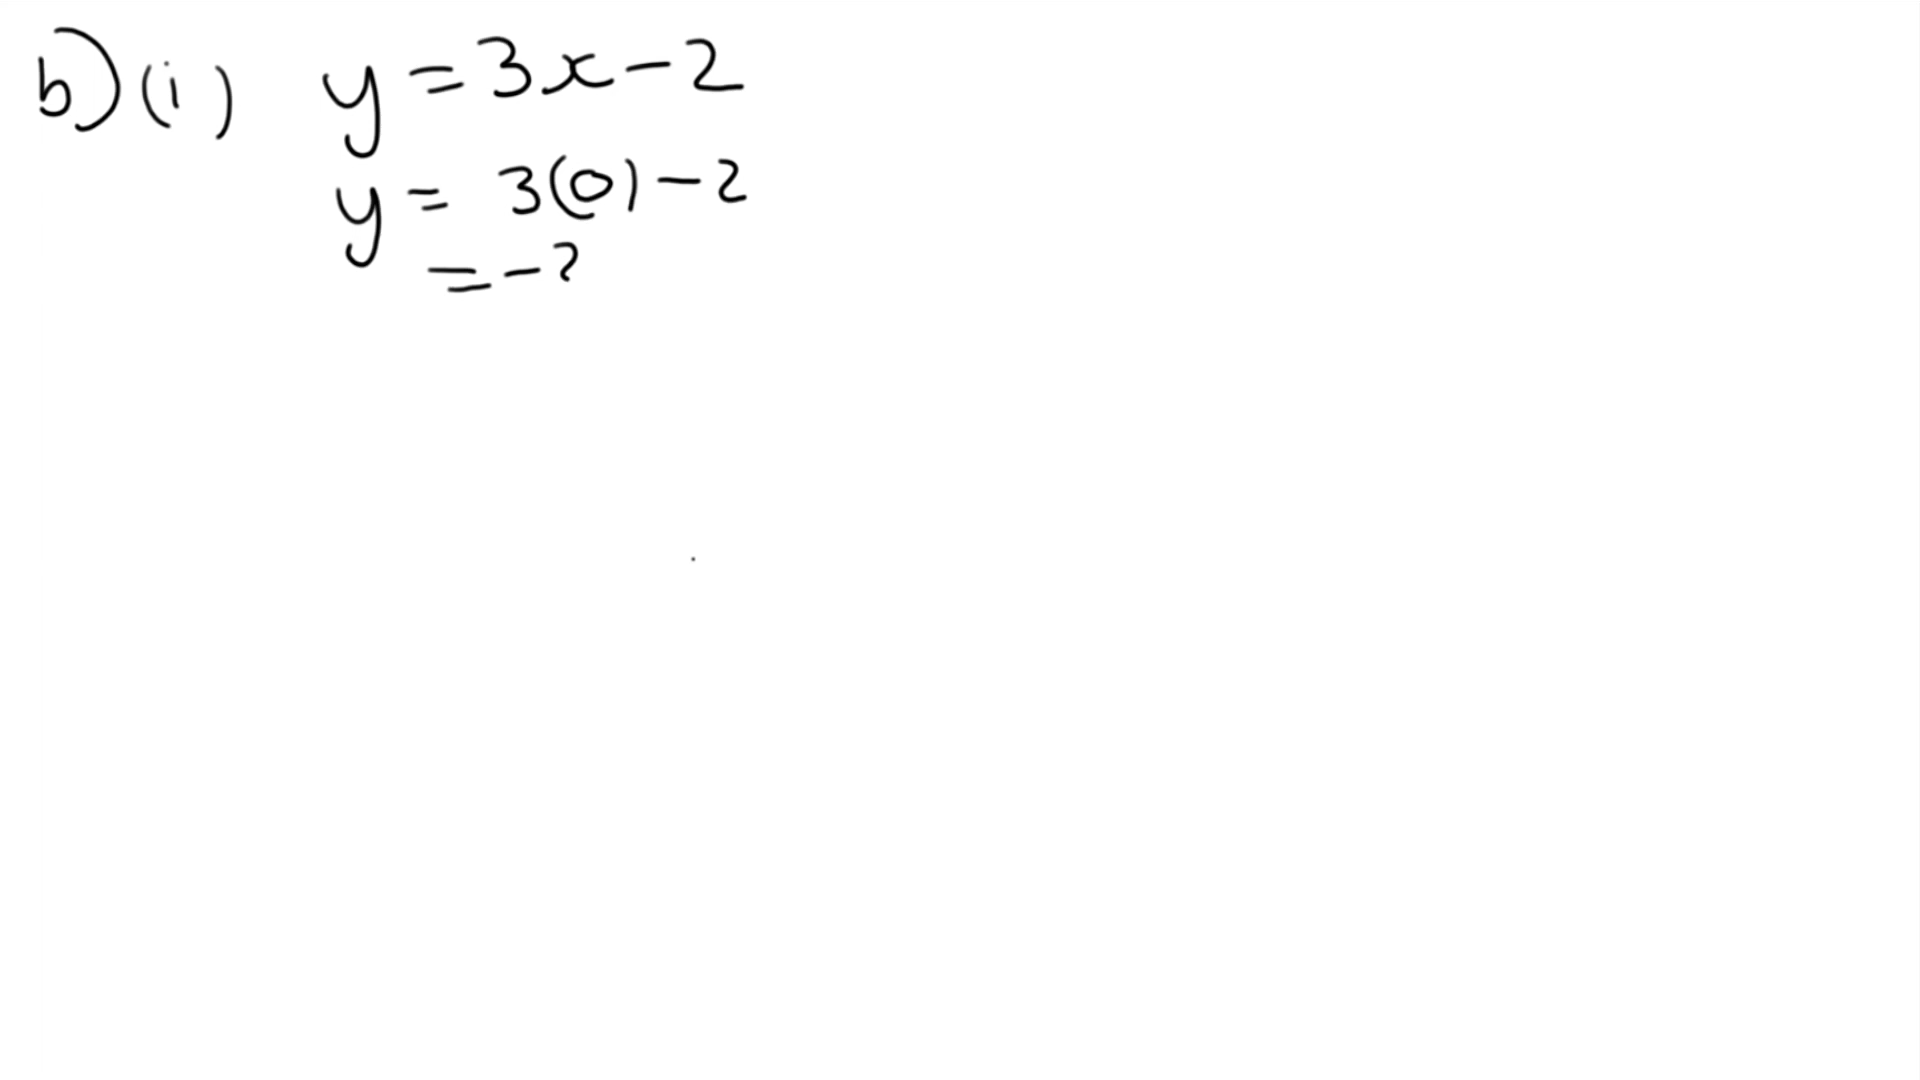 b) (i) y = 3x - 2
y = 3(0) - 2
= - 2